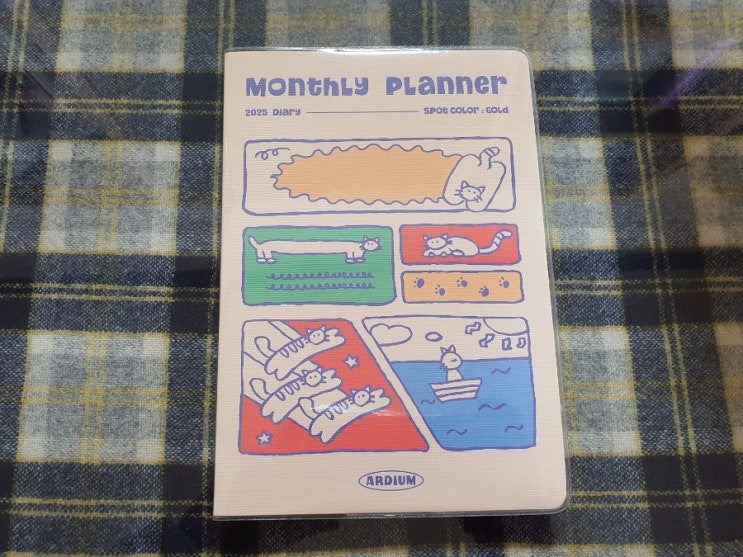 Monthly Planner
2025 Diary
Spot Color : Gold
ARDIUM